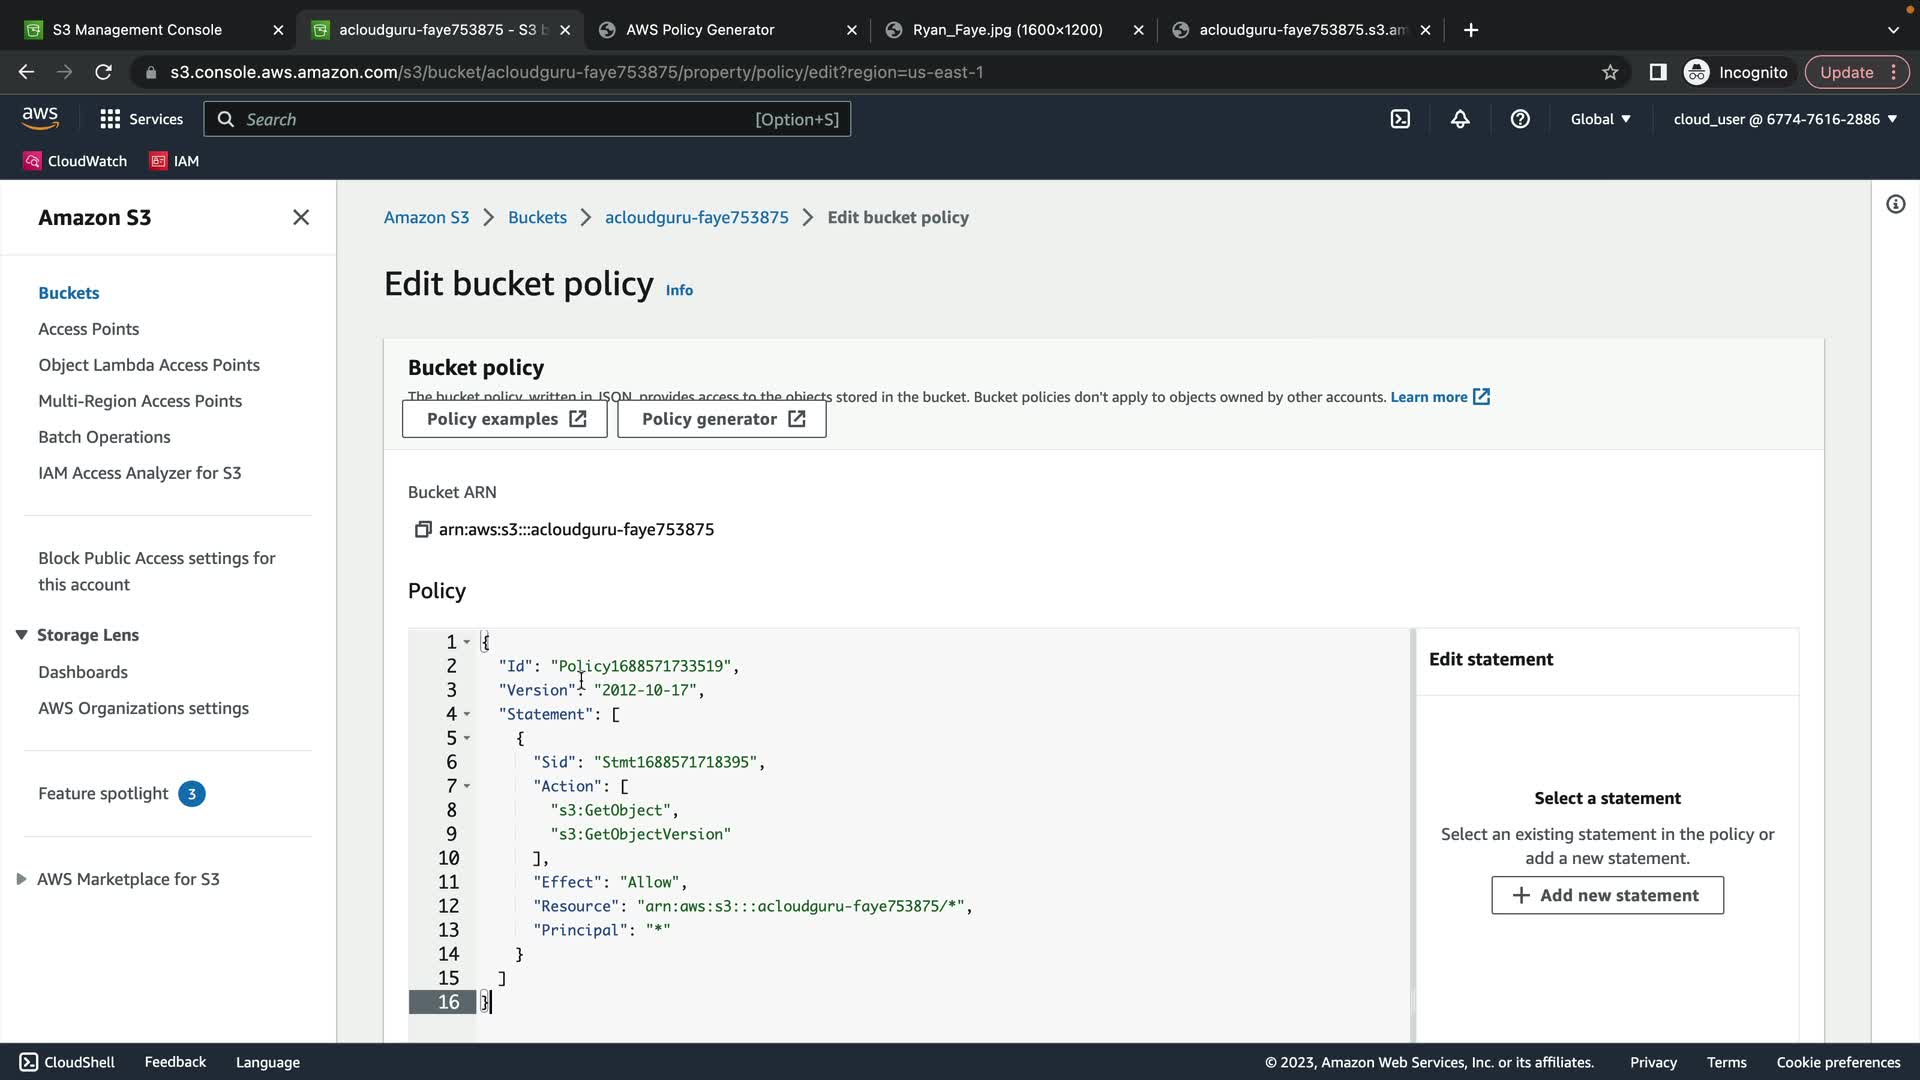 S3 Management Console
acloudguru-faye753875 - S3 b
AWS Policy Generator
Ryan_Faye.jpg (1600×1200)
acloudguru-faye753875.s3.am
s3.console.aws.amazon.com/s3/bucket/acloudguru-faye753875/property/policy/edit?region=us-east-1
Incognito
Update
aws
Services
Search
[Option+S]
Global
cloud_user @ 6774-7616-2886
CloudWatch
IAM
Amazon S3
Buckets
Access Points
Object Lambda Access Points
Multi-Region Access Points
Batch Operations
IAM Access Analyzer for S3
Block Public Access settings for
this account
Storage Lens
Dashboards
AWS Organizations settings
Feature spotlight 3
AWS Marketplace for S3
Amazon S3 > Buckets > acloudguru-faye753875 > Edit bucket policy
Edit bucket policy Info
Bucket policy
The bucket policy, written in JSON, provides access to the objects stored in the bucket. Bucket policies don't apply to objects owned by other accounts. Learn more
Policy examples
Policy generator
Bucket ARN
arn:aws:s3:::acloudguru-faye753875
Policy
1 {
2 "Id": "Policy1688571733519",
3 "Version": "2012-10-17",
4 "Statement": [
5 {
6 "Sid": "Stmt1688571718395",
7 "Action": [
8 "s3:GetObject",
9 "s3:GetObjectVersion"
10 ],
11 "Effect": "Allow",
12 "Resource": "arn:aws:s3:::acloudguru-faye753875/*",
13 "Principal": "*"
14 }
15 ]
16 }
Edit statement
Select a statement
Select an existing statement in the policy or
add a new statement.
+ Add new statement
CloudShell
Feedback
Language
© 2023, Amazon Web Services, Inc. or its affiliates.
Privacy
Terms
Cookie preferences